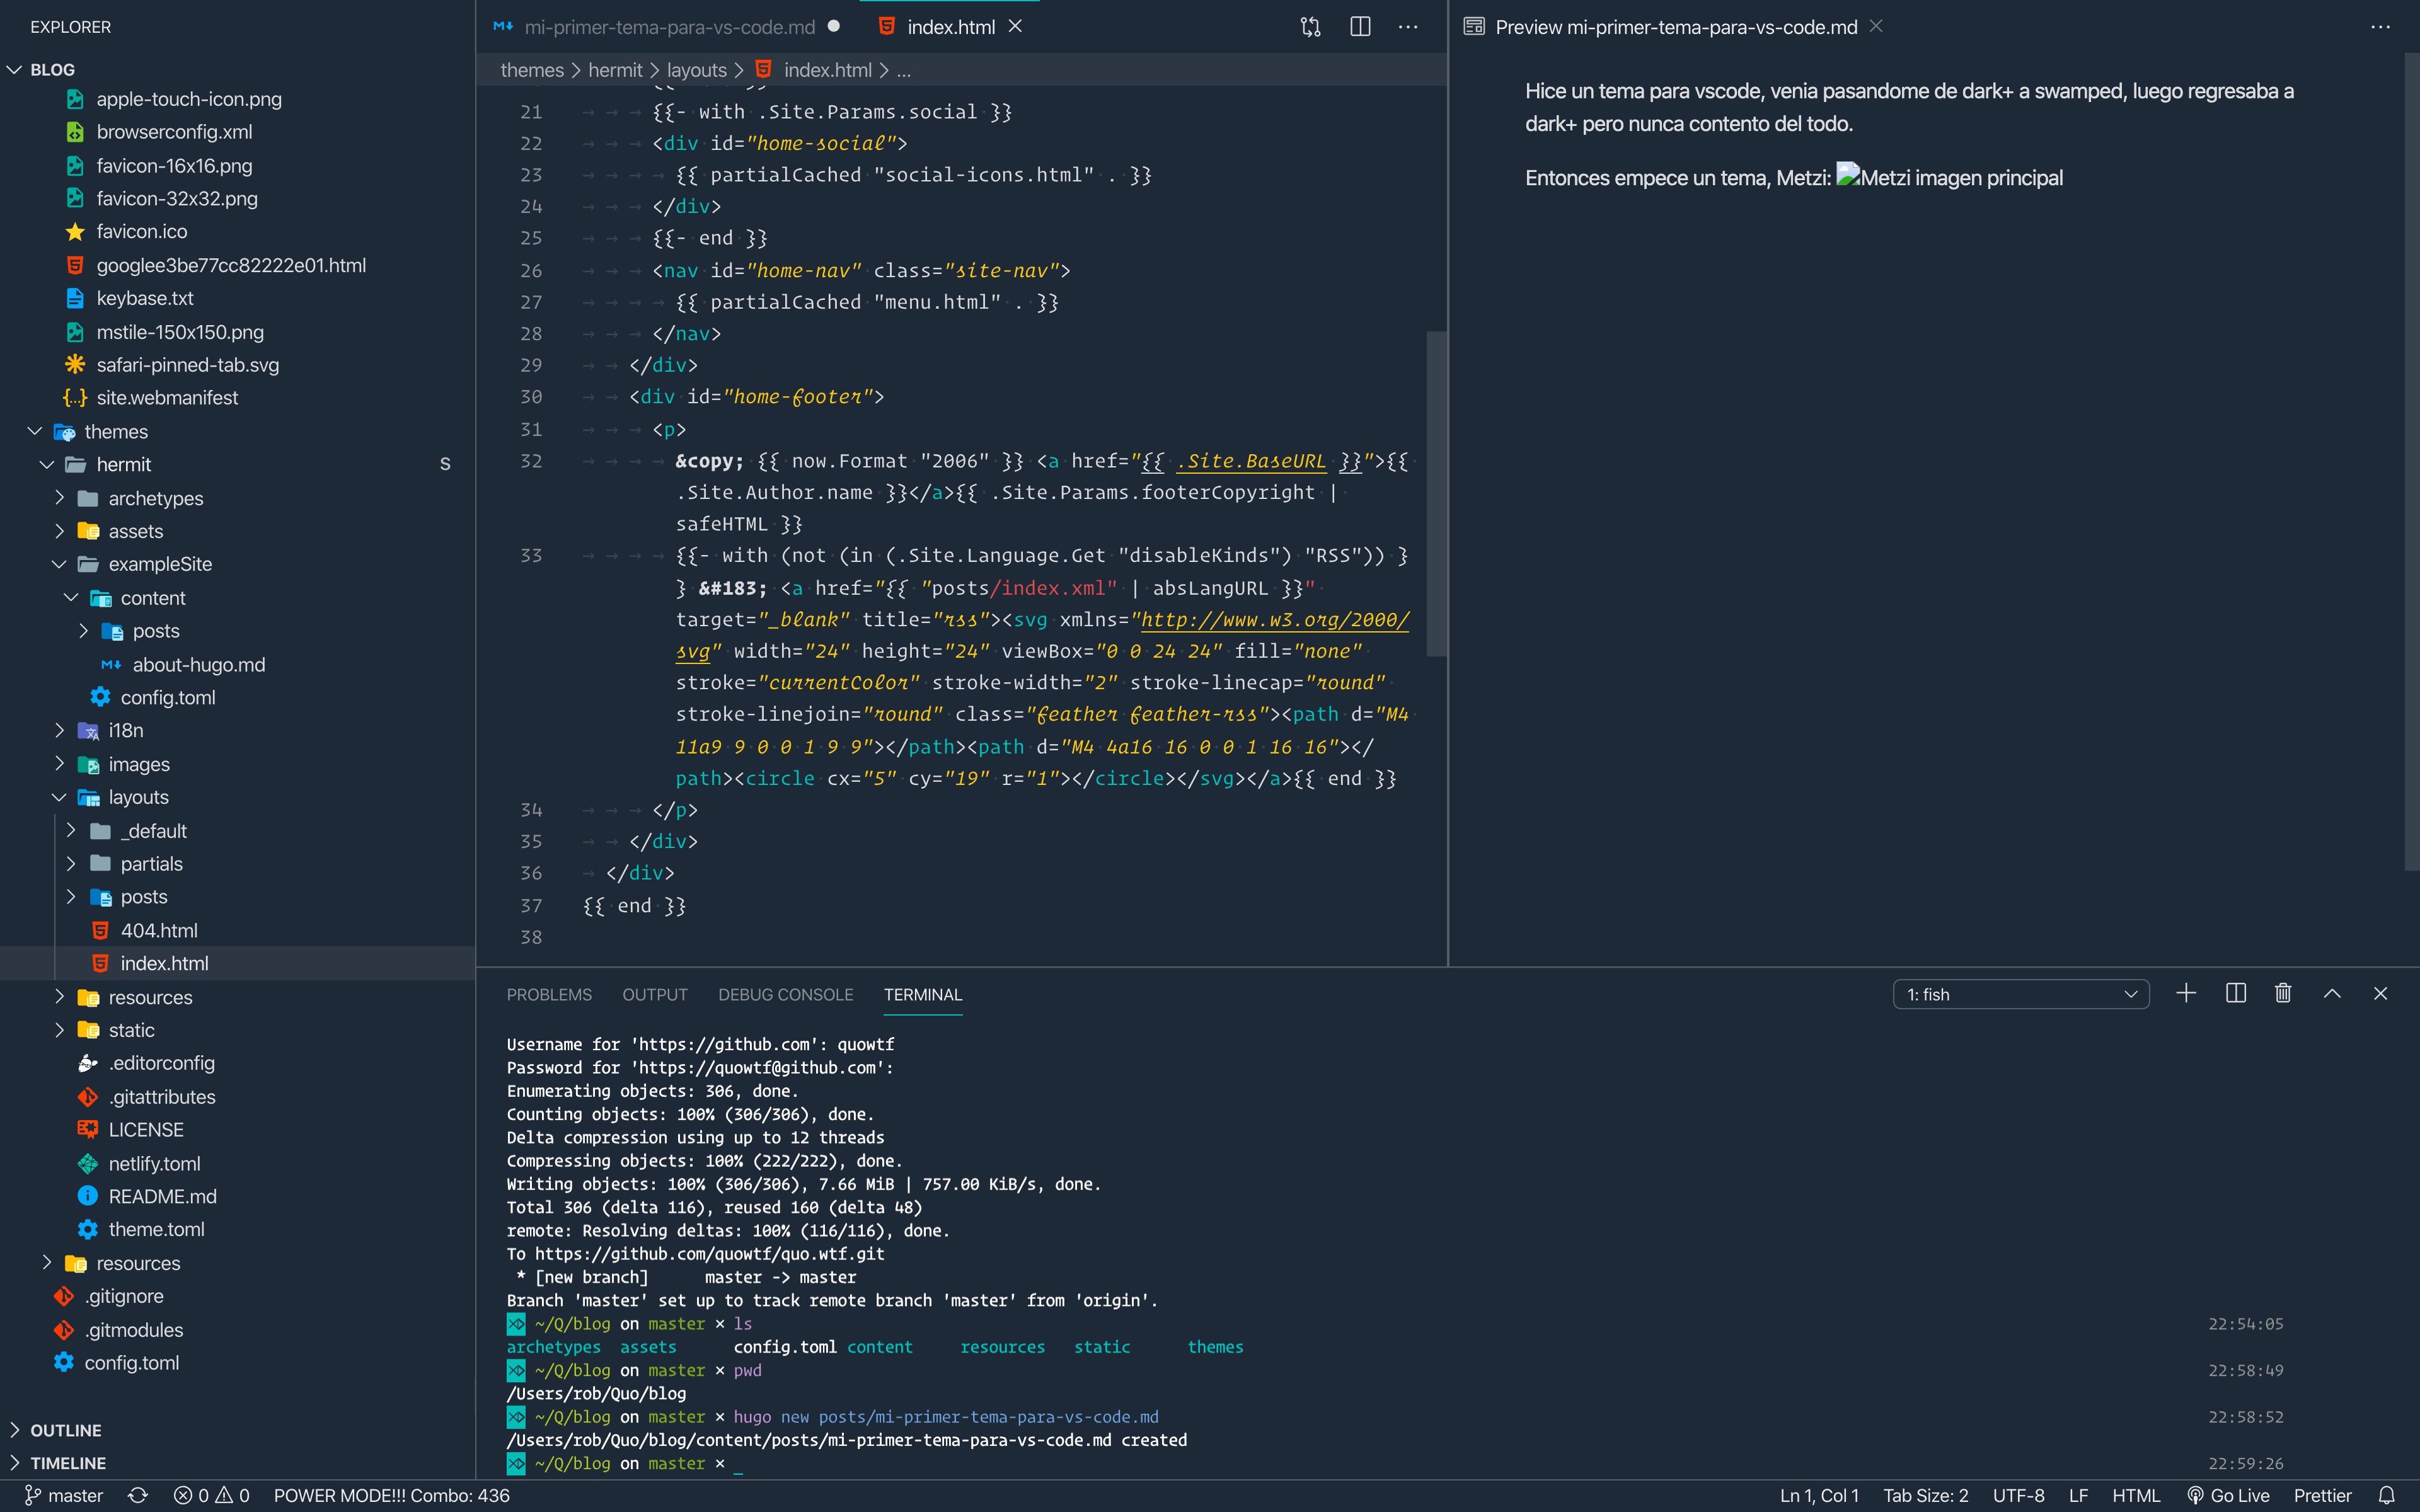 EXPLORER
BLOG
apple-touch-icon.png
browserconfig.xml
favicon-16x16.png
favicon-32x32.png
favicon.ico
googlee3be77cc82222e01.html
keybase.txt
mstile-150x150.png
safari-pinned-tab.svg
site.webmanifest
themes
hermit S
archetypes
assets
exampleSite
content
posts
about-hugo.md
config.toml
i18n
images
layouts
_default
partials
posts
404.html
index.html
resources
static
.editorconfig
.gitattributes
LICENSE
netlify.toml
README.md
theme.toml
resources
.gitignore
.gitmodules
config.toml
OUTLINE
TIMELINE
mi-primer-tema-para-vs-code.md
index.html
themes > hermit > layouts > index.html > ...
21 {{- with .Site.Params.social }}
22 <div id="home-social">
23 {{ partialCached "social-icons.html" . }}
24 </div>
25 {{- end }}
26 <nav id="home-nav" class="site-nav">
27 {{ partialCached "menu.html" . }}
28 </nav>
29 </div>
30 <div id="home-footer">
31 <p>
32 &copy; {{ now.Format "2006" }} <a href="{{ .Site.BaseURL }}">{{
.Site.Author.name }}</a>{{ .Site.Params.footerCopyright |
safeHTML }}
33 {{- with (not (in (.Site.Language.Get "disableKinds") "RSS")) }
} &#183; <a href="{{ "posts/index.xml" | absLangURL }}"
target="_blank" title="rss"><svg xmlns="http://www.w3.org/2000/
svg" width="24" height="24" viewBox="0 0 24 24" fill="none"
stroke="currentColor" stroke-width="2" stroke-linecap="round"
stroke-linejoin="round" class="feather feather-rss"><path d="M4
11a9 9 0 0 1 9 9"></path><path d="M4 4a16 16 0 0 1 16 16"></
path><circle cx="5" cy="19" r="1"></circle></svg></a>{{ end }}
34 </p>
35 </div>
36 </div>
37 {{ end }}
38
Preview mi-primer-tema-para-vs-code.md
Hice un tema para vscode, venia pasandome de dark+ a swamped, luego regresaba a
dark+ pero nunca contento del todo.
Entonces empece un tema, Metzi: Metzi imagen principal
PROBLEMS OUTPUT DEBUG CONSOLE TERMINAL 1: fish
Username for 'https://github.com': quowtf
Password for 'https://quowtf@github.com':
Enumerating objects: 306, done.
Counting objects: 100% (306/306), done.
Delta compression using up to 12 threads
Compressing objects: 100% (222/222), done.
Writing objects: 100% (306/306), 7.66 MiB | 757.00 KiB/s, done.
Total 306 (delta 116), reused 160 (delta 48)
remote: Resolving deltas: 100% (116/116), done.
To https://github.com/quowtf/quo.wtf.git
* [new branch] master -> master
Branch 'master' set up to track remote branch 'master' from 'origin'.
~/Q/blog on master × ls 22:54:05
archetypes assets config.toml content resources static themes
~/Q/blog on master × pwd 22:58:49
/Users/rob/Quo/blog
~/Q/blog on master × hugo new posts/mi-primer-tema-para-vs-code.md 22:58:52
/Users/rob/Quo/blog/content/posts/mi-primer-tema-para-vs-code.md created
~/Q/blog on master × _ 22:59:26
master 0 0 POWER MODE!!! Combo: 436 Ln 1, Col 1 Tab Size: 2 UTF-8 LF HTML Go Live Prettier